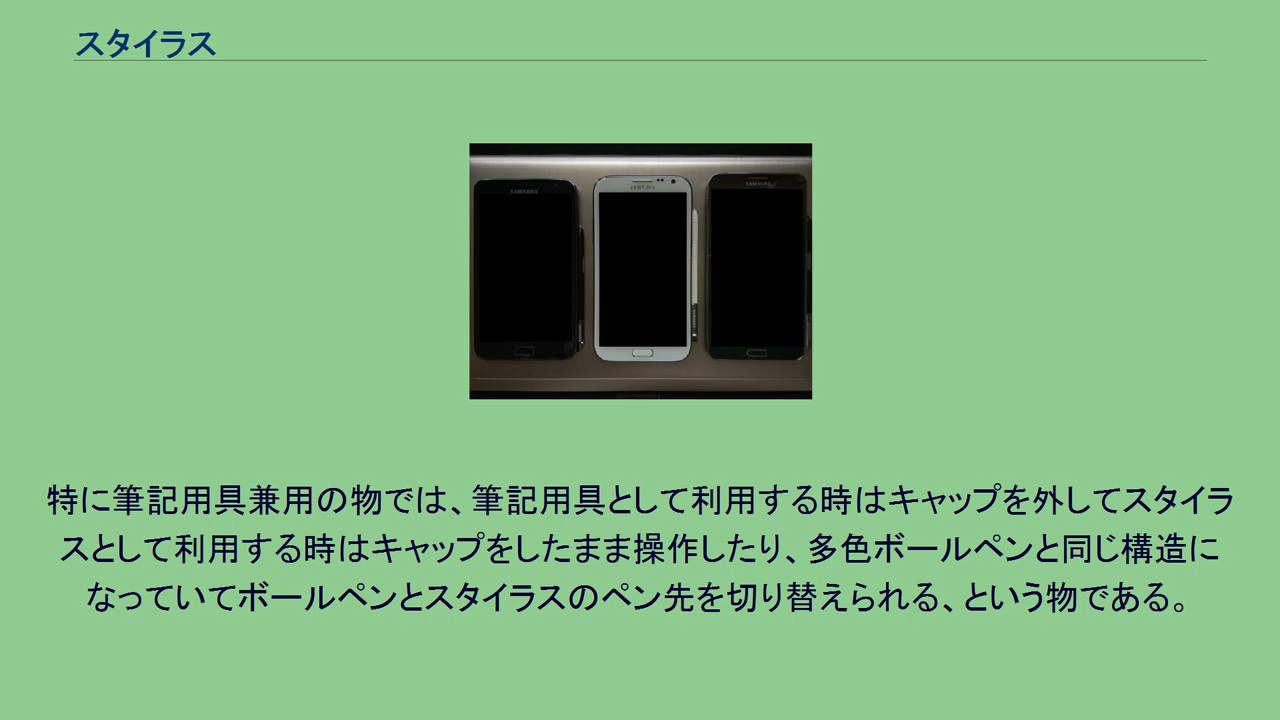 スタイラス
SAMSUNG
SAMSUNG
SAMSUNG
特に筆記用具兼用の物では、筆記用具として利用する時はキャップを外してスタイラ
スとして利用する時はキャップをしたまま操作したり、多色ボールペンと同じ構造に
なっていてボールペンとスタイラスのペン先を切り替えられる、という物である。